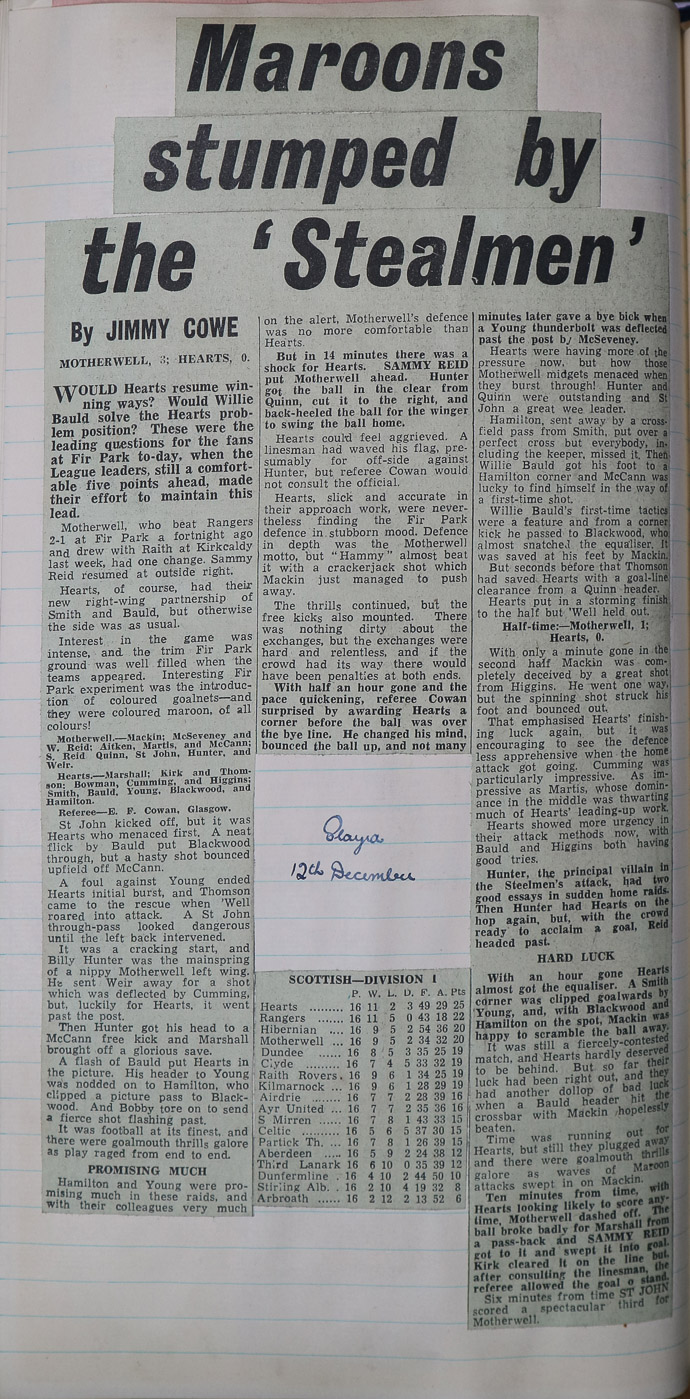 Maroons
stumped by
the 'Stealmen'
By JIMMY COWE
MOTHERWELL, 3; HEARTS, 0.
WOULD Hearts resume win-
ning ways? Would Willie
Bauld solve the Hearts prob-
lem position? These were the
leading questions for the fans
at Fir Park to-day, when the
League leaders, still a comfort-
able five points ahead, made
their effort to maintain this
lead.
Motherwell, who beat Rangers
2-1 at Fir Park a fortnight ago
and drew with Raith at Kirkcaldy
last week, had one change. Sammy
Reid resumed at outside right.
Hearts, of course, had their
new right-wing partnership of
Smith and Bauld, but otherwise
the side was as usual.
Interest in the game was
intense, and the trim Fir Park
ground was well filled when the
teams appeared. Interesting Fir
Park experiment was the introduc-
tion of coloured goalnets—and
they were coloured maroon, of all
colours!
Motherwell.—Mackin; McSeveney and
W. Reid; Aitken, Martis, and McCann;
S. Reid Quinn, St John, Hunter, and
Weir.
Hearts.—Marshall; Kirk and Thom-
son; Bowman, Cumming, and Higgins;
Smith, Bauld, Young, Blackwood, and
Hamilton.
Referee—E. F. Cowan, Glasgow.
St John kicked off, but it was
Hearts who menaced first. A neat
flick by Bauld put Blackwood
through, but a hasty shot bounced
upfield off McCann.
A foul against Young ended
Hearts initial burst, and Thomson
came to the rescue when 'Well
roared into attack. A St John
through-pass looked dangerous
until the left back intervened.
It was a cracking start, and
Billy Hunter was the mainspring
of a nippy Motherwell left wing.
He sent Weir away for a shot
which was deflected by Cumming,
but, luckily for Hearts, it went
past the post.
Then Hunter got his head to a
McCann free kick and Marshall
brought off a glorious save.
A flash of Bauld put Hearts in
the picture. His header to Young
was nodded on to Hamilton, who
clipped a picture pass to Black-
wood. And Bobby tore on to send
a fierce shot flashing past.
It was football at its finest, and
there were goalmouth thrills galore
as play raged from end to end.
PROMISING MUCH
Hamilton and Young were pro-
mising much in these raids, and
with their colleagues very much
on the alert, Motherwell's defence
was no more comfortable than
Hearts.
But in 14 minutes there was a
shock for Hearts. SAMMY REID
put Motherwell ahead. Hunter
got the ball in the clear from
Quinn, cut it to the right, and
back-heeled the ball for the winger
to swing the ball home.
Hearts could feel aggrieved. A
linesman had waved his flag, pre-
sumably for off-side against
Hunter, but referee Cowan would
not consult the official.
Hearts, slick and accurate in
their approach work, were never-
theless finding the Fir Park
defence in stubborn mood. Defence
in depth was the Motherwell
motto, but "Hammy" almost beat
it with a crackerjack shot which
Mackin just managed to push
away.
The thrills continued, but the
free kicks also mounted. There
was nothing dirty about the
exchanges, but the exchanges were
hard and relentless, and if the
crowd had its way there would
have been penalties at both ends.
With half an hour gone and the
pace quickening, referee Cowan
surprised by awarding Hearts a
corner before the ball was over
the bye line. He changed his mind,
bounced the ball up, and not many
Played
12th December
SCOTTISH—DIVISION 1
P. W. L. D. F. A. Pts
Hearts ......... 16 11 2 3 49 29 25
Rangers ...... 16 11 5 0 43 18 22
Hibernian .... 16 9 5 2 54 36 20
Motherwell ... 16 9 5 2 34 32 20
Dundee ...... 16 8 5 3 35 25 19
Clyde ........ 16 7 4 5 33 32 19
Raith Rovers . 16 9 6 1 34 25 19
Kilmarnock ... 16 9 6 1 28 29 19
Airdrie ........ 16 7 7 2 28 39 16
Ayr United ... 16 7 7 2 35 36 16
S Mirren ...... 16 7 8 1 43 33 15
Celtic ......... 16 5 6 5 37 30 15
Partick Th. ... 16 7 8 1 26 39 15
Aberdeen ..... 16 5 9 2 24 38 12
Third Lanark 16 6 10 0 35 39 12
Dunfermline . 16 4 10 2 44 50 10
Stirling Alb. . 16 2 10 4 19 32 8
Arbroath ...... 16 2 12 2 13 52 6
minutes later gave a bye bick when
a Young thunderbolt was deflected
past the post by McSeveney.
Hearts were having more of the
pressure now, but how those
Motherwell midgets menaced when
they burst through! Hunter and
Quinn were outstanding and St
John a great wee leader.
Hamilton, sent away by a cross-
field pass from Smith, put over a
perfect cross but everybody, in-
cluding the keeper, missed it. Then
Willie Bauld got his foot to a
Hamilton corner and McCann was
lucky to find himself in the way of
a first-time shot.
Willie Bauld's first-time tactics
were a feature and from a corner
kick he passed to Blackwood, who
almost snatched the equaliser. It
was saved at his feet by Mackin.
But seconds before that Thomson
had saved Hearts with a goal-line
clearance from a Quinn header.
Hearts put in a storming finish
to the half but 'Well held out.
Half-time:—Motherwell, 1;
Hearts, 0.
With only a minute gone in the
second half Mackin was com-
pletely deceived by a great shot
from Higgins. He went one way,
but the spinning shot struck his
foot and bounced out.
That emphasised Hearts' finish-
ing luck again, but it was
encouraging to see the defence
less apprehensive when the home
attack got going. Cumming was
particularly impressive. As im-
pressive as Martis, whose domin-
ance in the middle was thwarting
much of Hearts' leading-up work.
Hearts showed more urgency in
their attack methods now, with
Bauld and Higgins both having
good tries.
Hunter, the principal villain in
the Steelmen's attack, had two
good essays in sudden home raids.
Then Hunter had Hearts on the
hop again, but, with the crowd
ready to acclaim a goal, Reid
headed past.
HARD LUCK
With an hour gone Hearts
almost got the equaliser. A Smith
corner was clipped goalwards by
Young, and, with Blackwood and
Hamilton on the spot, Mackin was
happy to scramble the ball away.
It was still a fiercely-contested
match, and Hearts hardly deserved
to be behind. But so far their
luck had been right out, and they
had another dollop of bad luck
when a Bauld header hit the
crossbar with Mackin hopelessly
beaten.
Time was running out for
Hearts, but still they plugged away
and there were goalmouth thrills
galore as waves of Maroon
attacks swept in on Mackin.
Ten minutes from time, with
Hearts looking likely to score any-
time, Motherwell dashed off. The
ball broke badly for Marshall from
a pass-back and SAMMY REID
got to it and swept it into goal.
Kirk cleared it on the line but,
after consulting the linesman, the
referee allowed the goal o stand.
Six minutes from time ST JOHN
scored a spectacular third for
Motherwell.